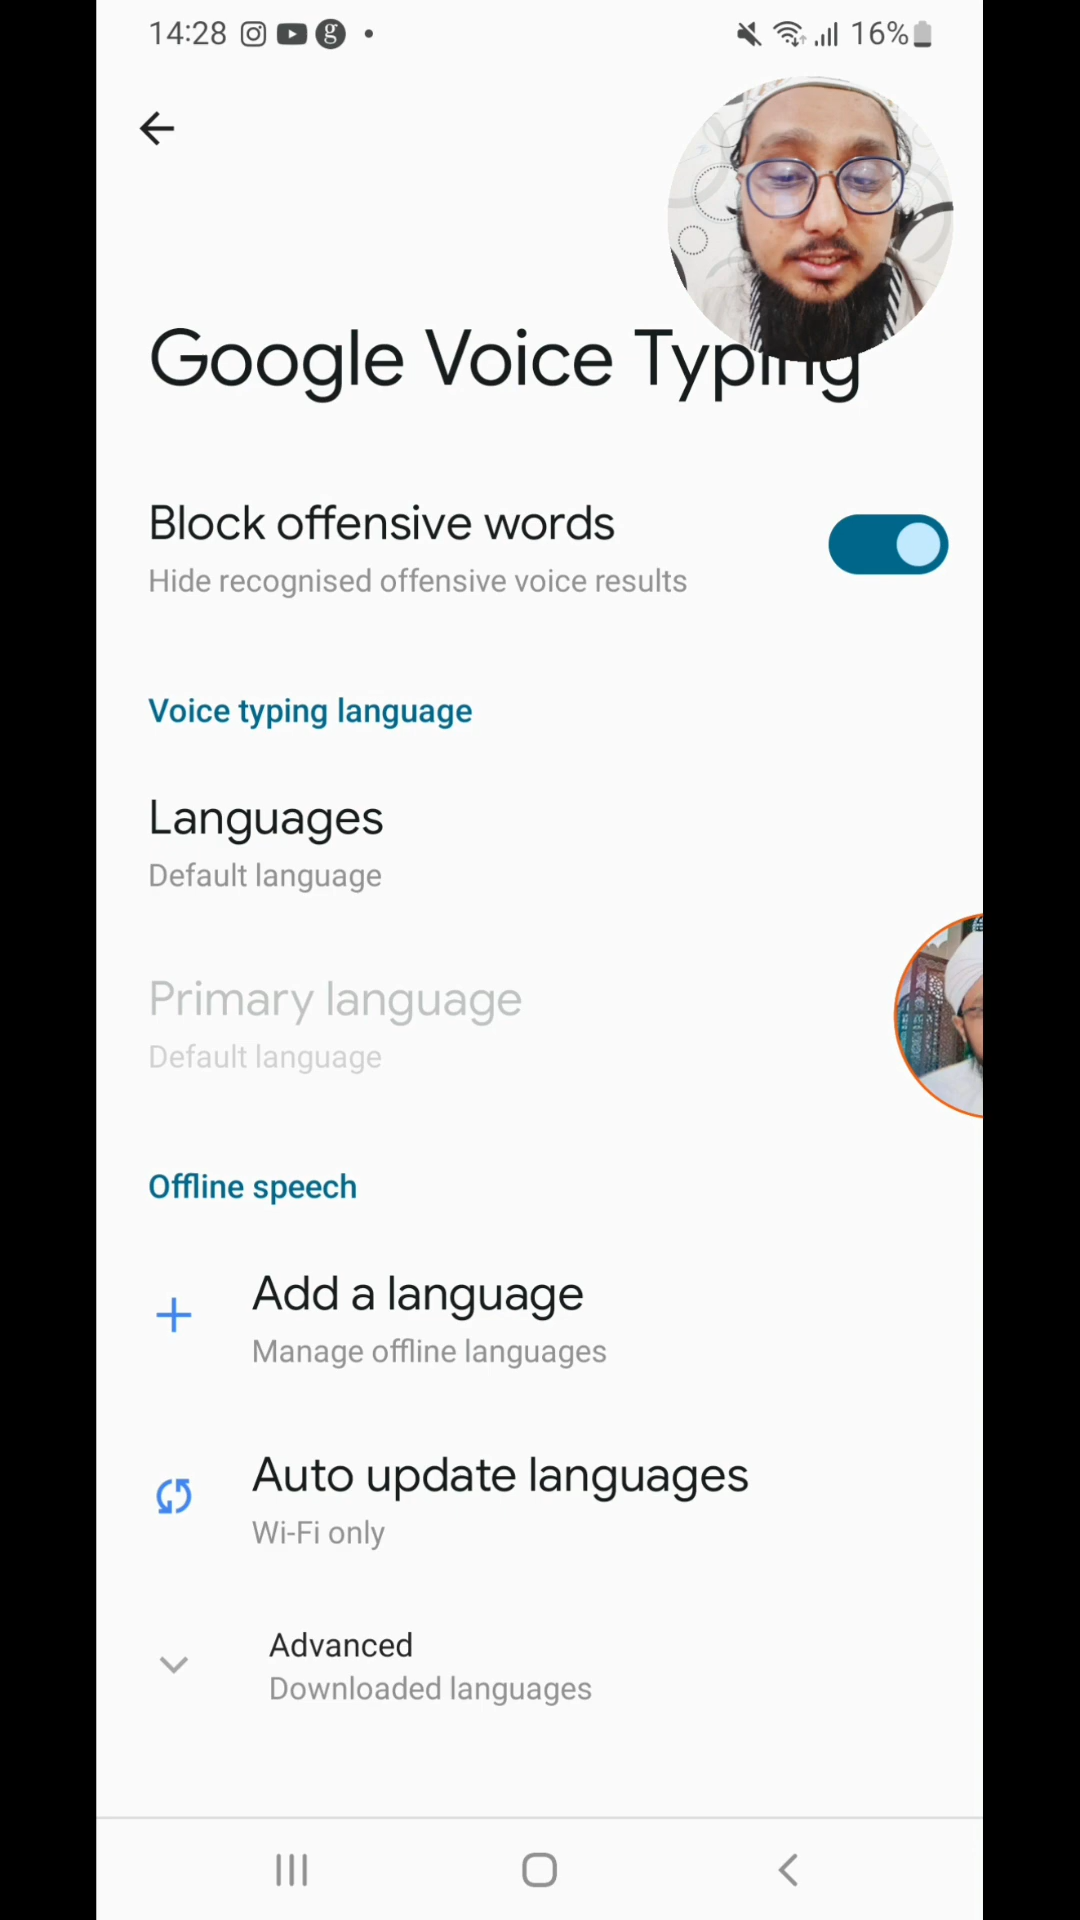 14:28
16%
Google Voice Typing
Block offensive words
Hide recognised offensive voice results
Voice typing language
Languages
Default language
Primary language
Default language
Offline speech
Add a language
Manage offline languages
Auto update languages
Wi-Fi only
Advanced
Downloaded languages